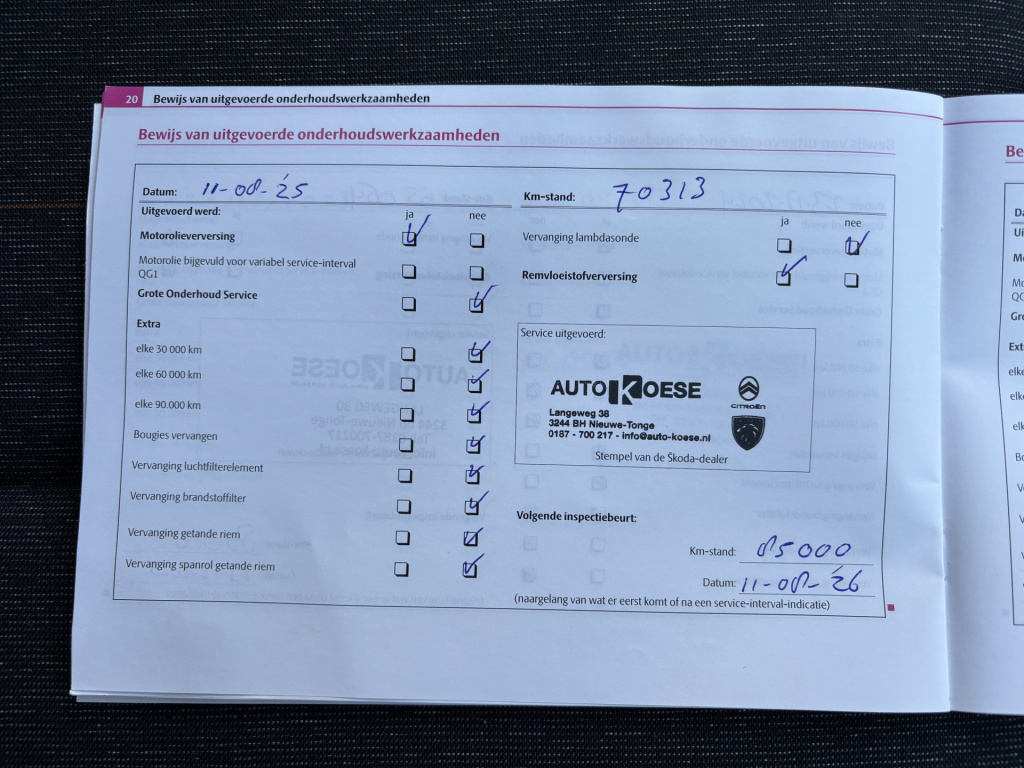 20 Bewijs van uitgevoerde onderhoudswerkzaamheden
Bewijs van uitgevoerde onderhoudswerkzaamheden
Datum: 11-08-'25
Uitgevoerd werd: ja nee
Motorolieverversing
Motorolie bijgevuld voor variabel service-interval
QG1
Grote Onderhoud Service
Extra
elke 30 000 km
elke 60 000 km
elke 90.000 km
Bougies vervangen
Vervanging luchtfilterelement
Vervanging brandstoffilter
Vervanging getande riem
Vervanging spanrol getande riem
Km-stand: 70313
ja nee
Vervanging lambdasonde
Remvloeistofverversing
Service uitgevoerd:
AUTO KOESE
CITROËN
Langeweg 38
3244 BH Nieuwe-Tonge
0187 - 700 217 - info@auto-koese.nl
Stempel van de Škoda-dealer
Volgende inspectiebeurt:
Km-stand: 85000
Datum: 11-08-'26
(naargelang van wat er eerst komt of na een service-interval-indicatie)